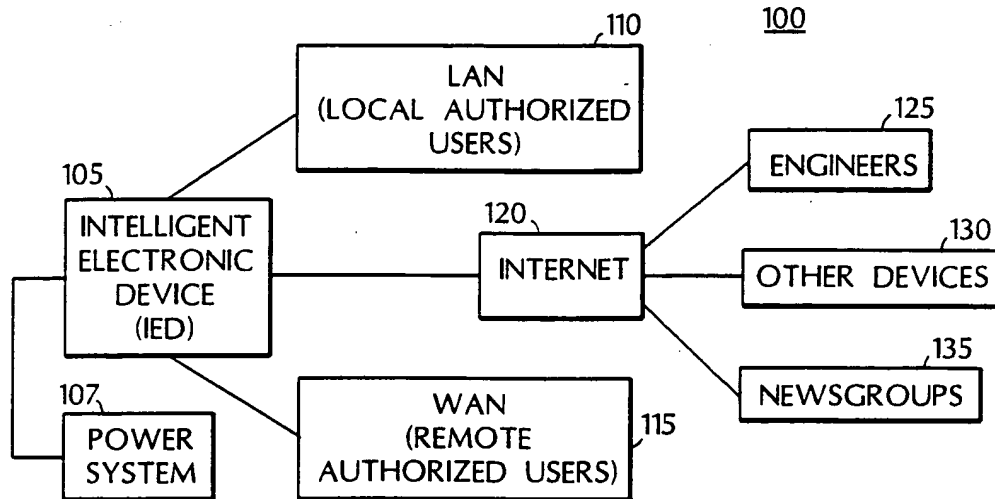 100
110
LAN
(LOCAL AUTHORIZED
USERS)
125
ENGINEERS
105
INTELLIGENT
ELECTRONIC
DEVICE
(IED)
120
INTERNET
130
OTHER DEVICES
135
NEWSGROUPS
107
POWER
SYSTEM
WAN
(REMOTE
AUTHORIZED USERS)
115